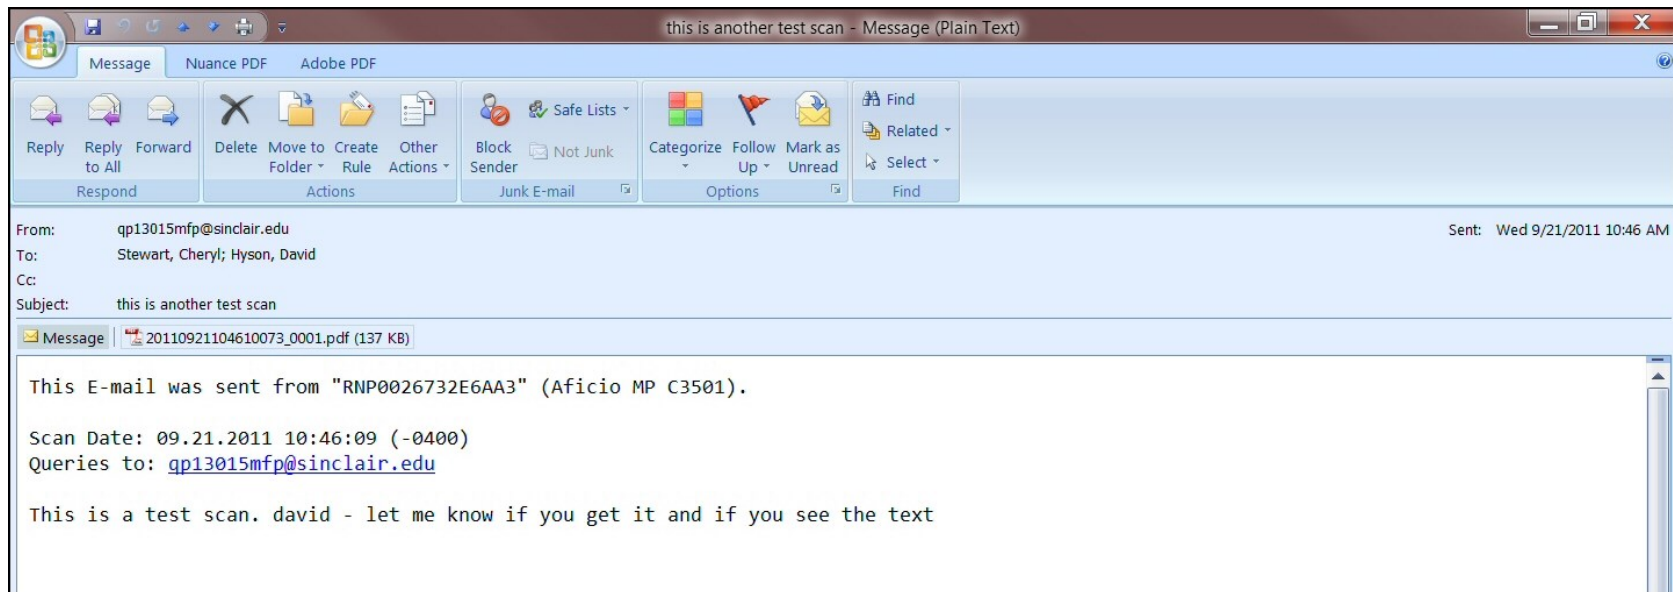 this is another test scan - Message (Plain Text)
Message Nuance PDF Adobe PDF
Reply
Reply to All
Forward
Respond
Delete
Move to Folder
Create Rule
Other Actions
Actions
Block Sender
Safe Lists
Not Junk
Junk E-mail
Categorize
Follow Up
Mark as Unread
Options
Find
Related
Select
Find
From: qp13015mfp@sinclair.edu
Sent: Wed 9/21/2011 10:46 AM
To: Stewart, Cheryl; Hyson, David
Cc:
Subject: this is another test scan
Message 20110921104610073_0001.pdf (137 KB)
This E-mail was sent from "RNP0026732E6AA3" (Aficio MP C3501).
Scan Date: 09.21.2011 10:46:09 (-0400)
Queries to: qp13015mfp@sinclair.edu
This is a test scan. david - let me know if you get it and if you see the text